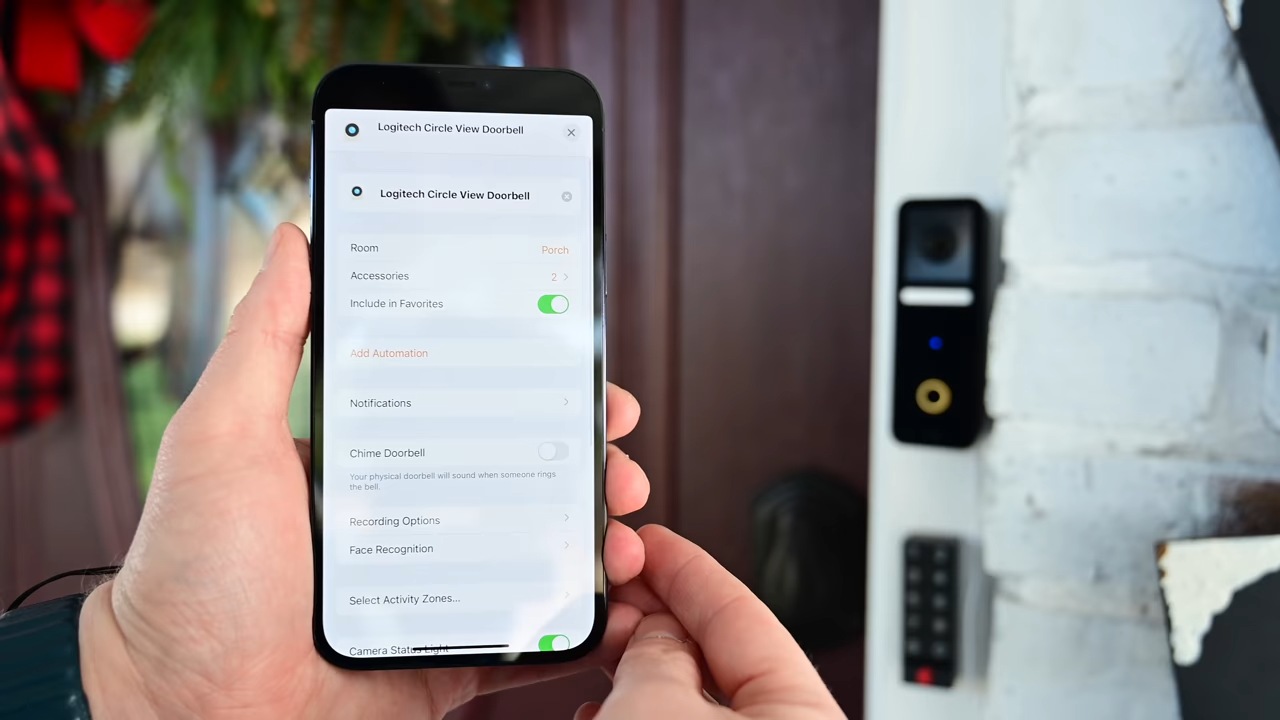 Logitech Circle View Doorbell
Logitech Circle View Doorbell
Room Porch
Accessories 2
Include in Favorites
Add Automation
Notifications
Chime Doorbell
Your physical doorbell will sound when someone rings
the bell.
Recording Options
Face Recognition
Select Activity Zones...
Camera Status Light